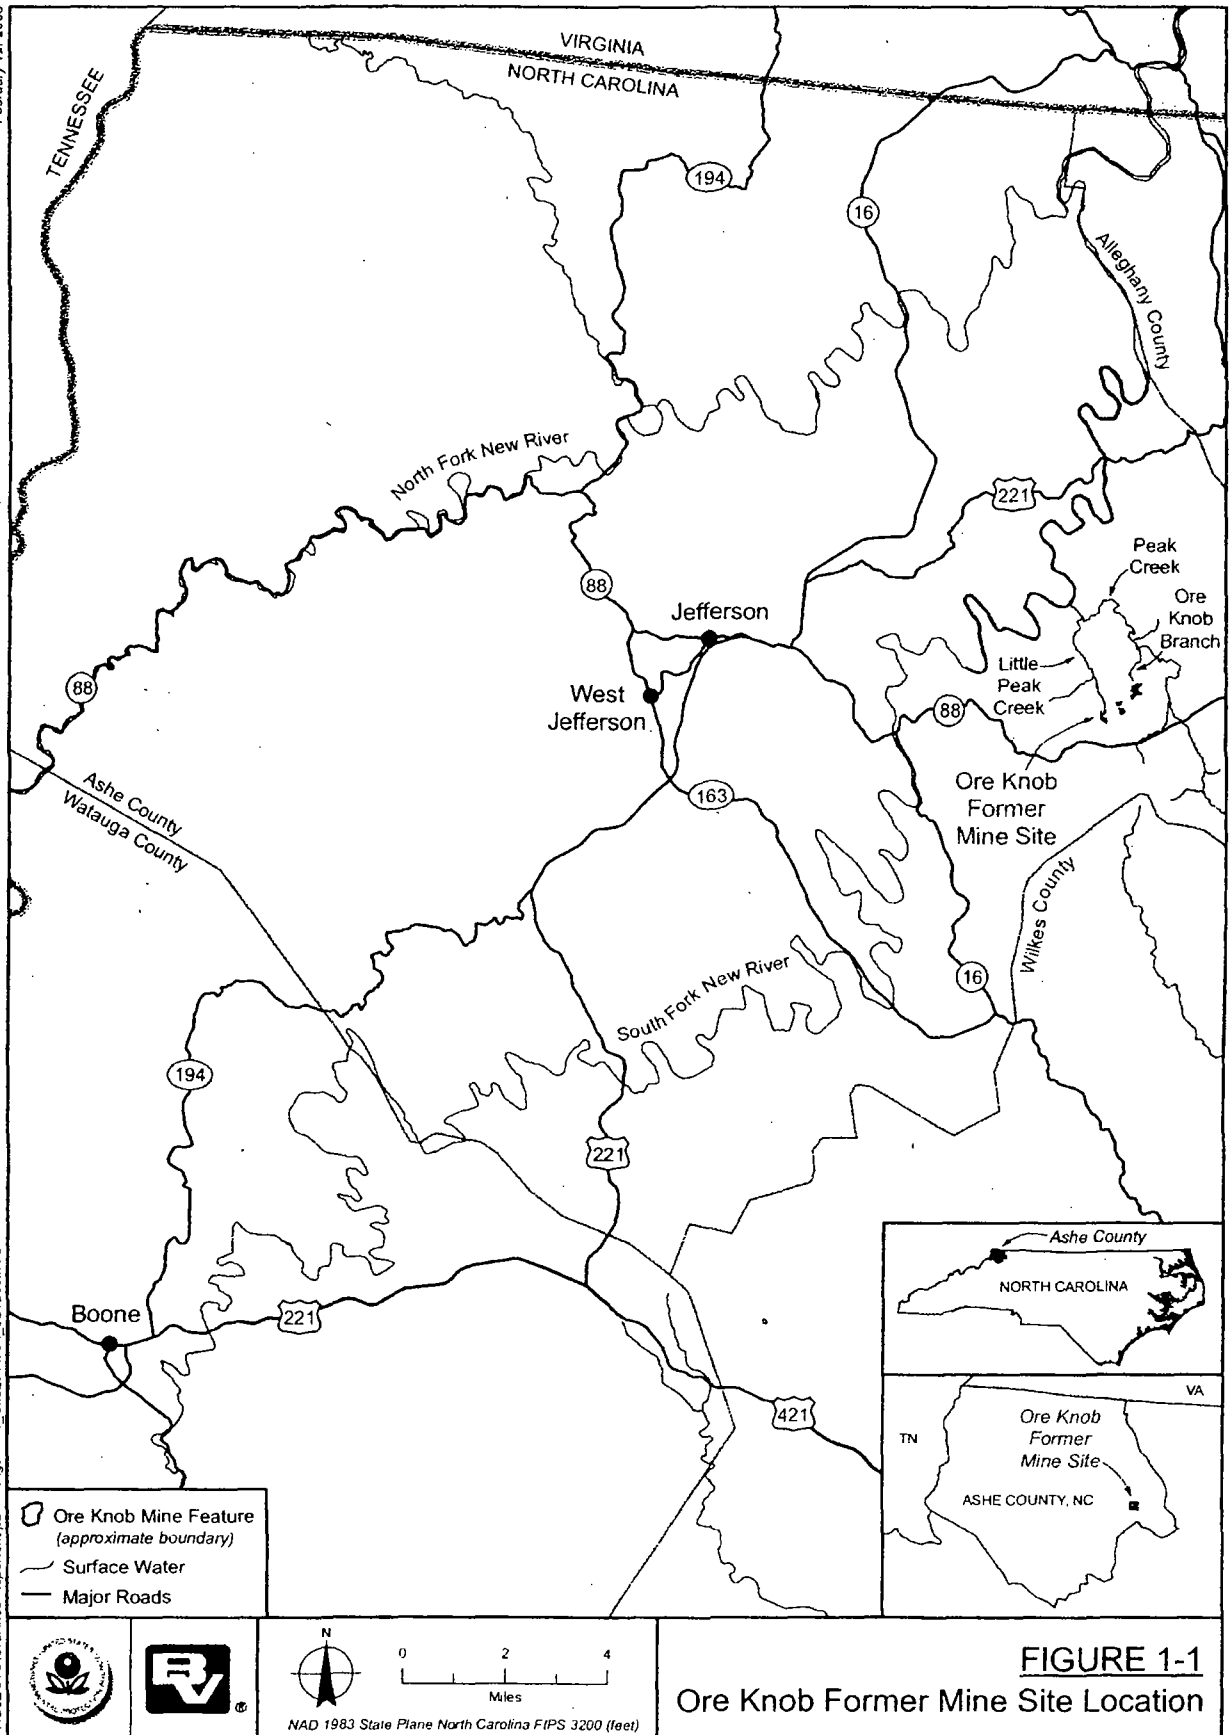 VIRGINIA
NORTH CAROLINA
TENNESSEE
194
16
Alleghany County
North Fork New River
221
Peak
Creek
Ore
Knob
Branch
88
Jefferson
Little
Peak
Creek
88
West
Jefferson
88
Ashe County
Watauga County
163
Ore Knob
Former
Mine Site
Wilkes County
South Fork New River
16
194
221
Boone
221
421
Ashe County
NORTH CAROLINA
VA
TN
Ore Knob
Former
Mine Site
ASHE COUNTY, NC
Ore Knob Mine Feature
(approximate boundary)
Surface Water
Major Roads
BV ®
N
0 2 4
Miles
NAD 1983 State Plane North Carolina FIPS 3200 (feet)
FIGURE 1-1
Ore Knob Former Mine Site Location